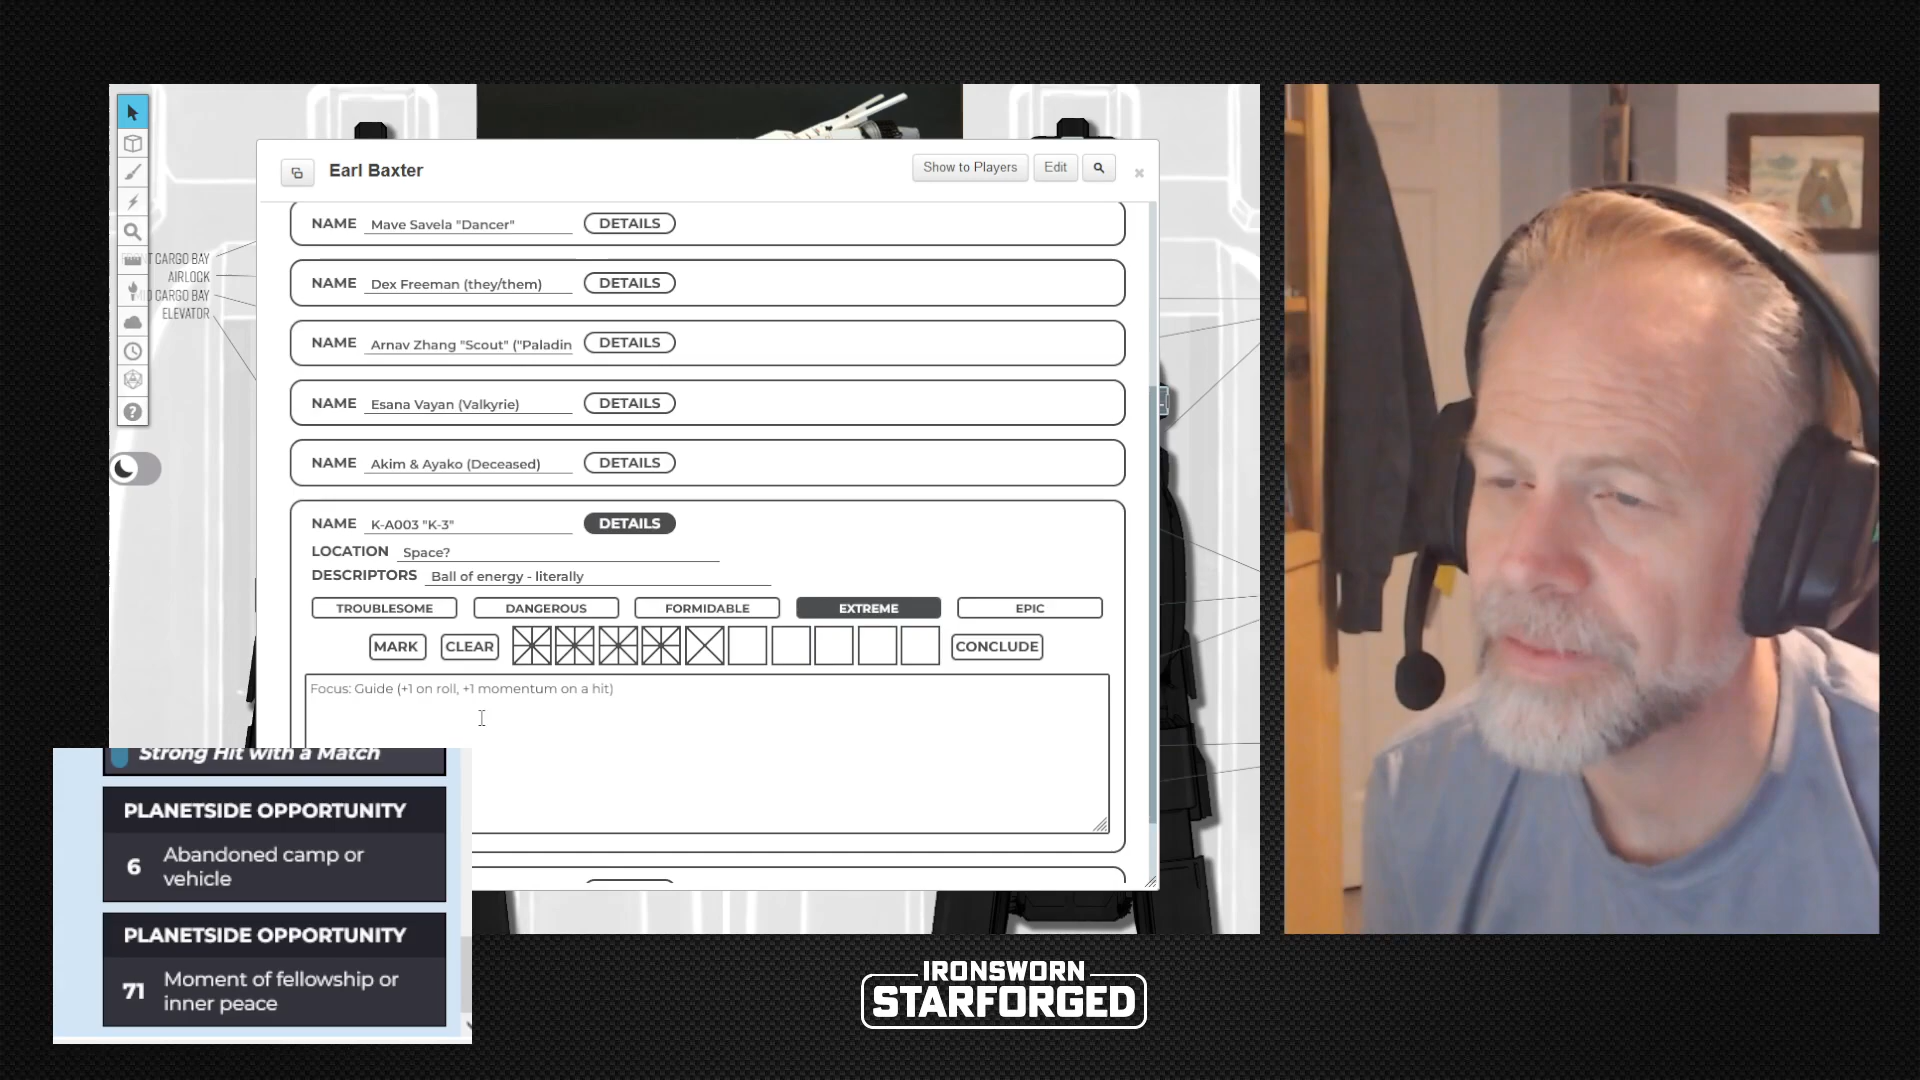 Earl Baxter
Show to Players
Edit
NAME Mave Savela "Dancer" DETAILS
NAME Dex Freeman (they/them) DETAILS
NAME Arnav Zhang "Scout" ("Paladin DETAILS
NAME Esana Vayan (Valkyrie) DETAILS
NAME Akim & Ayako (Deceased) DETAILS
NAME K-A003 "K-3" DETAILS
LOCATION Space?
DESCRIPTORS Ball of energy - literally
TROUBLESOME DANGEROUS FORMIDABLE EXTREME EPIC
MARK CLEAR CONCLUDE
Focus: Guide (+1 on roll, +1 momentum on a hit)
T CARGO BAY
AIRLOCK
CARGO BAY
ELEVATOR
Strong Hit with a Match
PLANETSIDE OPPORTUNITY
6 Abandoned camp or
vehicle
PLANETSIDE OPPORTUNITY
71 Moment of fellowship or
inner peace
IRONSWORN
STARFORGED